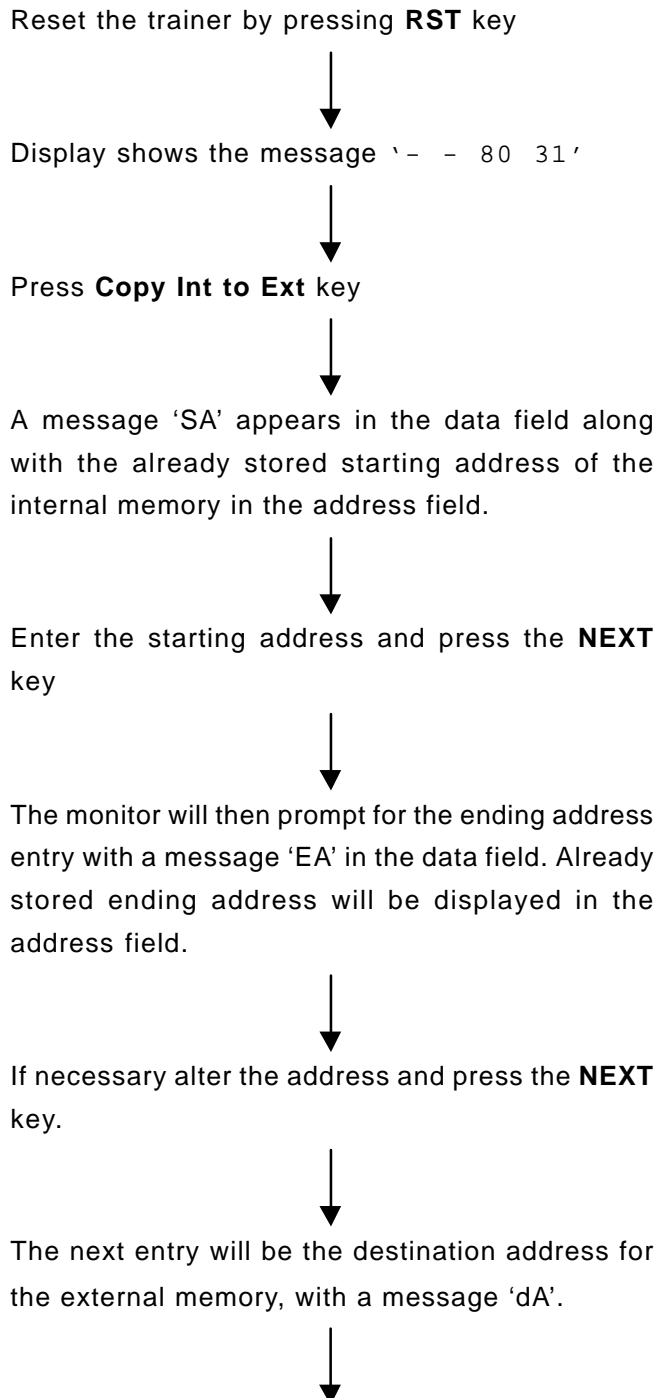 Reset the trainer by pressing RST key
Display shows the message '- - 80 31'
Press Copy Int to Ext key
A message ‘SA’ appears in the data field along
with the already stored starting address of the
internal memory in the address field.
Enter the starting address and press the NEXT
key
The monitor will then prompt for the ending address
entry with a message ‘EA’ in the data field. Already
stored ending address will be displayed in the
address field.
If necessary alter the address and press the NEXT
key.
The next entry will be the destination address for
the external memory, with a message ‘dA’.